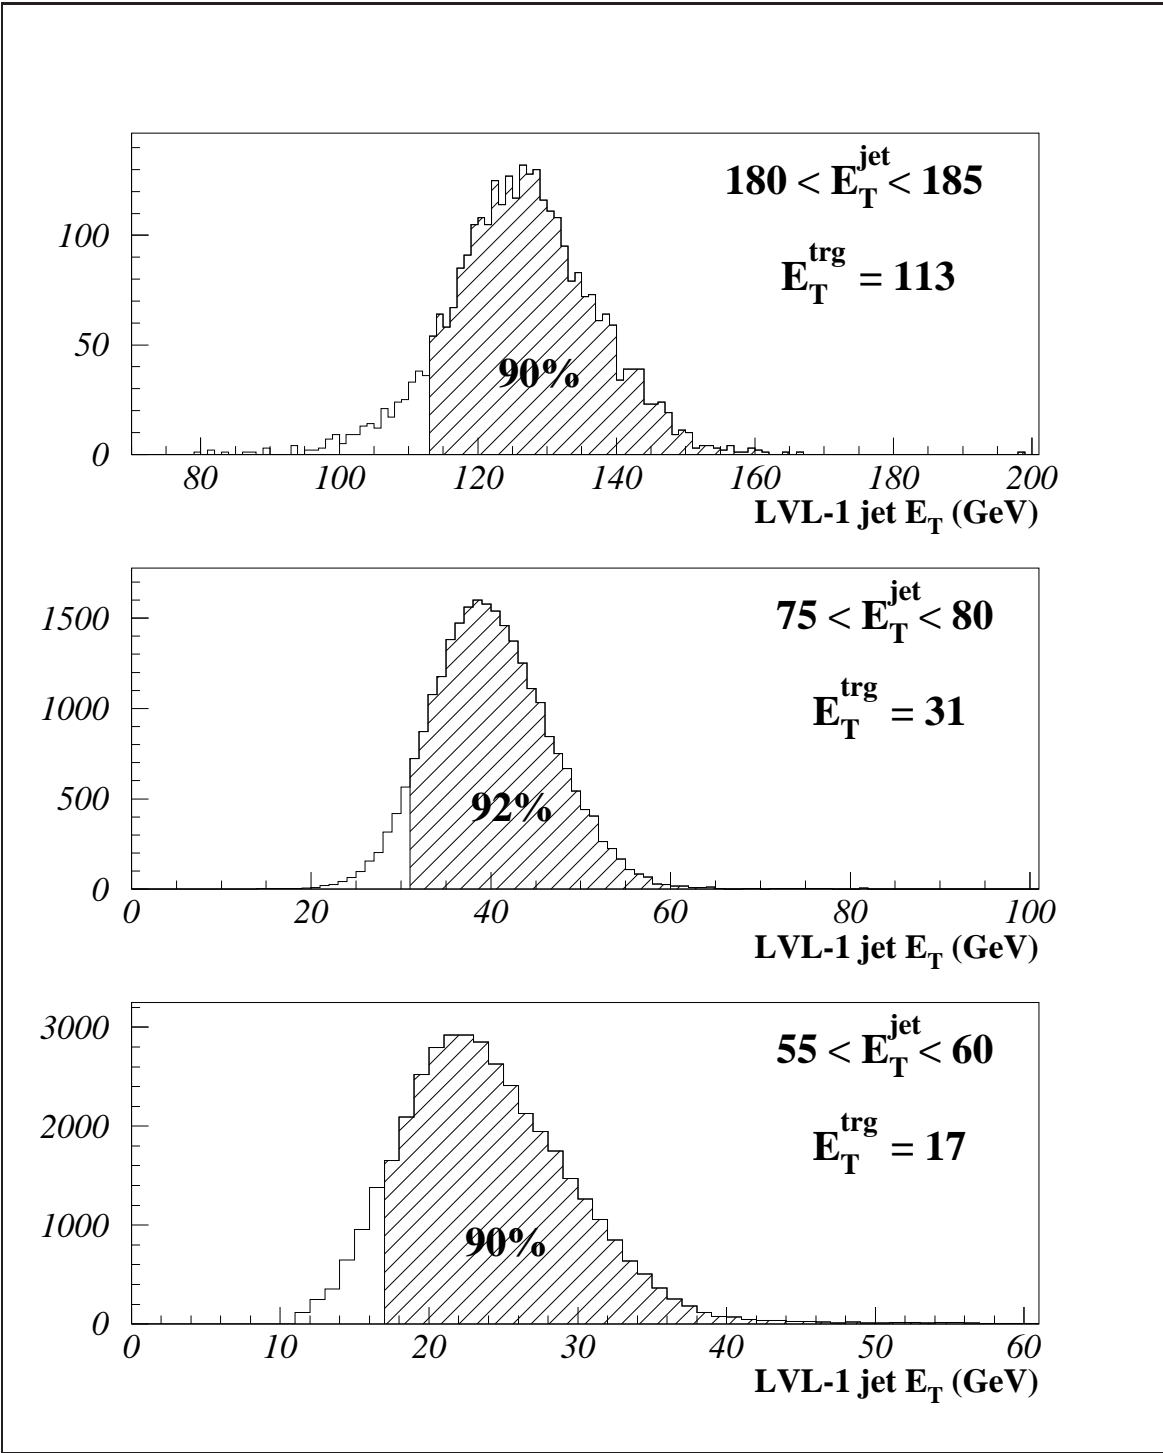 180 < E_T^jet < 185
E_T^trg = 113
100
50
0
90%
80 100 120 140 160 180 200
LVL-1 jet E_T (GeV)
75 < E_T^jet < 80
E_T^trg = 31
1500
1000
500
0
92%
0 20 40 60 80 100
LVL-1 jet E_T (GeV)
55 < E_T^jet < 60
E_T^trg = 17
3000
2000
1000
0
90%
0 10 20 30 40 50 60
LVL-1 jet E_T (GeV)